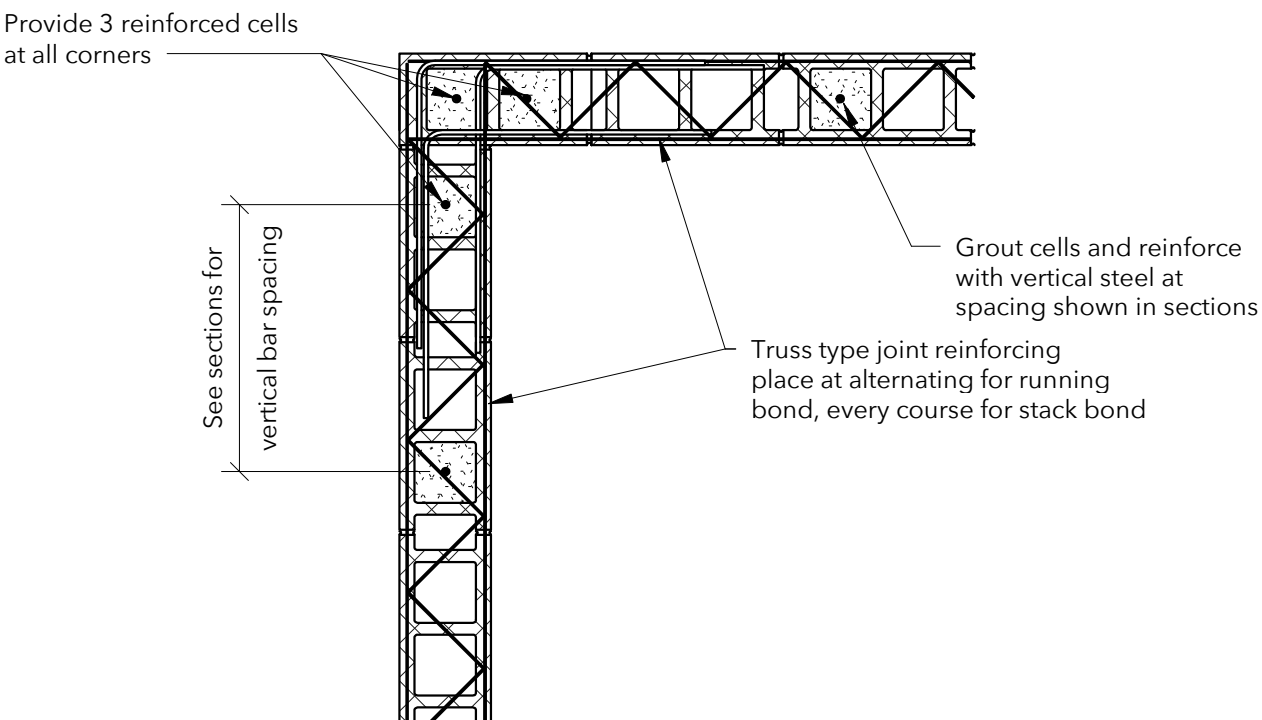 Provide 3 reinforced cells
at all corners
See sections for
vertical bar spacing
Grout cells and reinforce
with vertical steel at
spacing shown in sections
Truss type joint reinforcing
place at alternating for running
bond, every course for stack bond